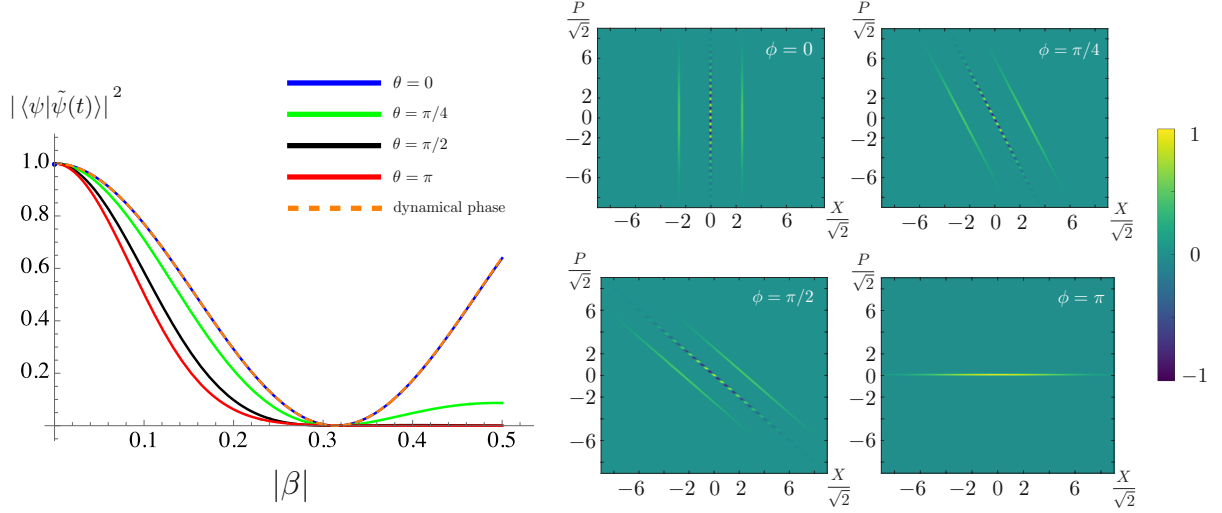 |⟨ψ|ψ̃(t)⟩|²
θ = 0
θ = π/4
θ = π/2
θ = π
dynamical phase
1.0
0.8
0.6
0.4
0.2
0.1 0.2 0.3 0.4 0.5
|β|
P/√2
ϕ = 0
6
2
0
−2
−6
−6 −2 0 2 6
X/√2
P/√2
ϕ = π/4
6
2
0
−2
−6
−6 −2 0 2 6
X/√2
P/√2
ϕ = π/2
6
2
0
−2
−6
−6 −2 0 2 6
X/√2
P/√2
ϕ = π
6
2
0
−2
−6
−6 −2 0 2 6
X/√2
1
0
−1